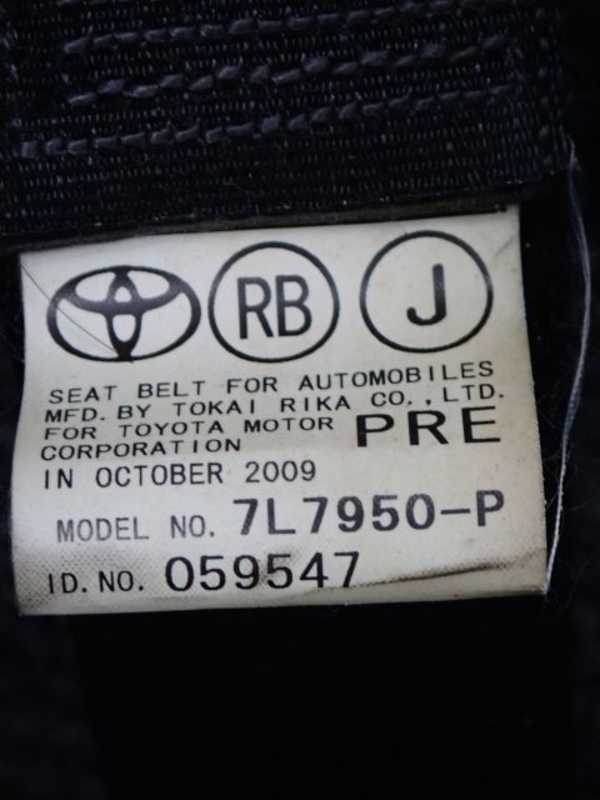 RB J
SEAT BELT FOR AUTOMOBILES
MFD. BY TOKAI RIKA CO., LTD.
FOR TOYOTA MOTOR
CORPORATION PRE
IN OCTOBER 2009
MODEL NO. 7L7950-P
ID. NO. 059547